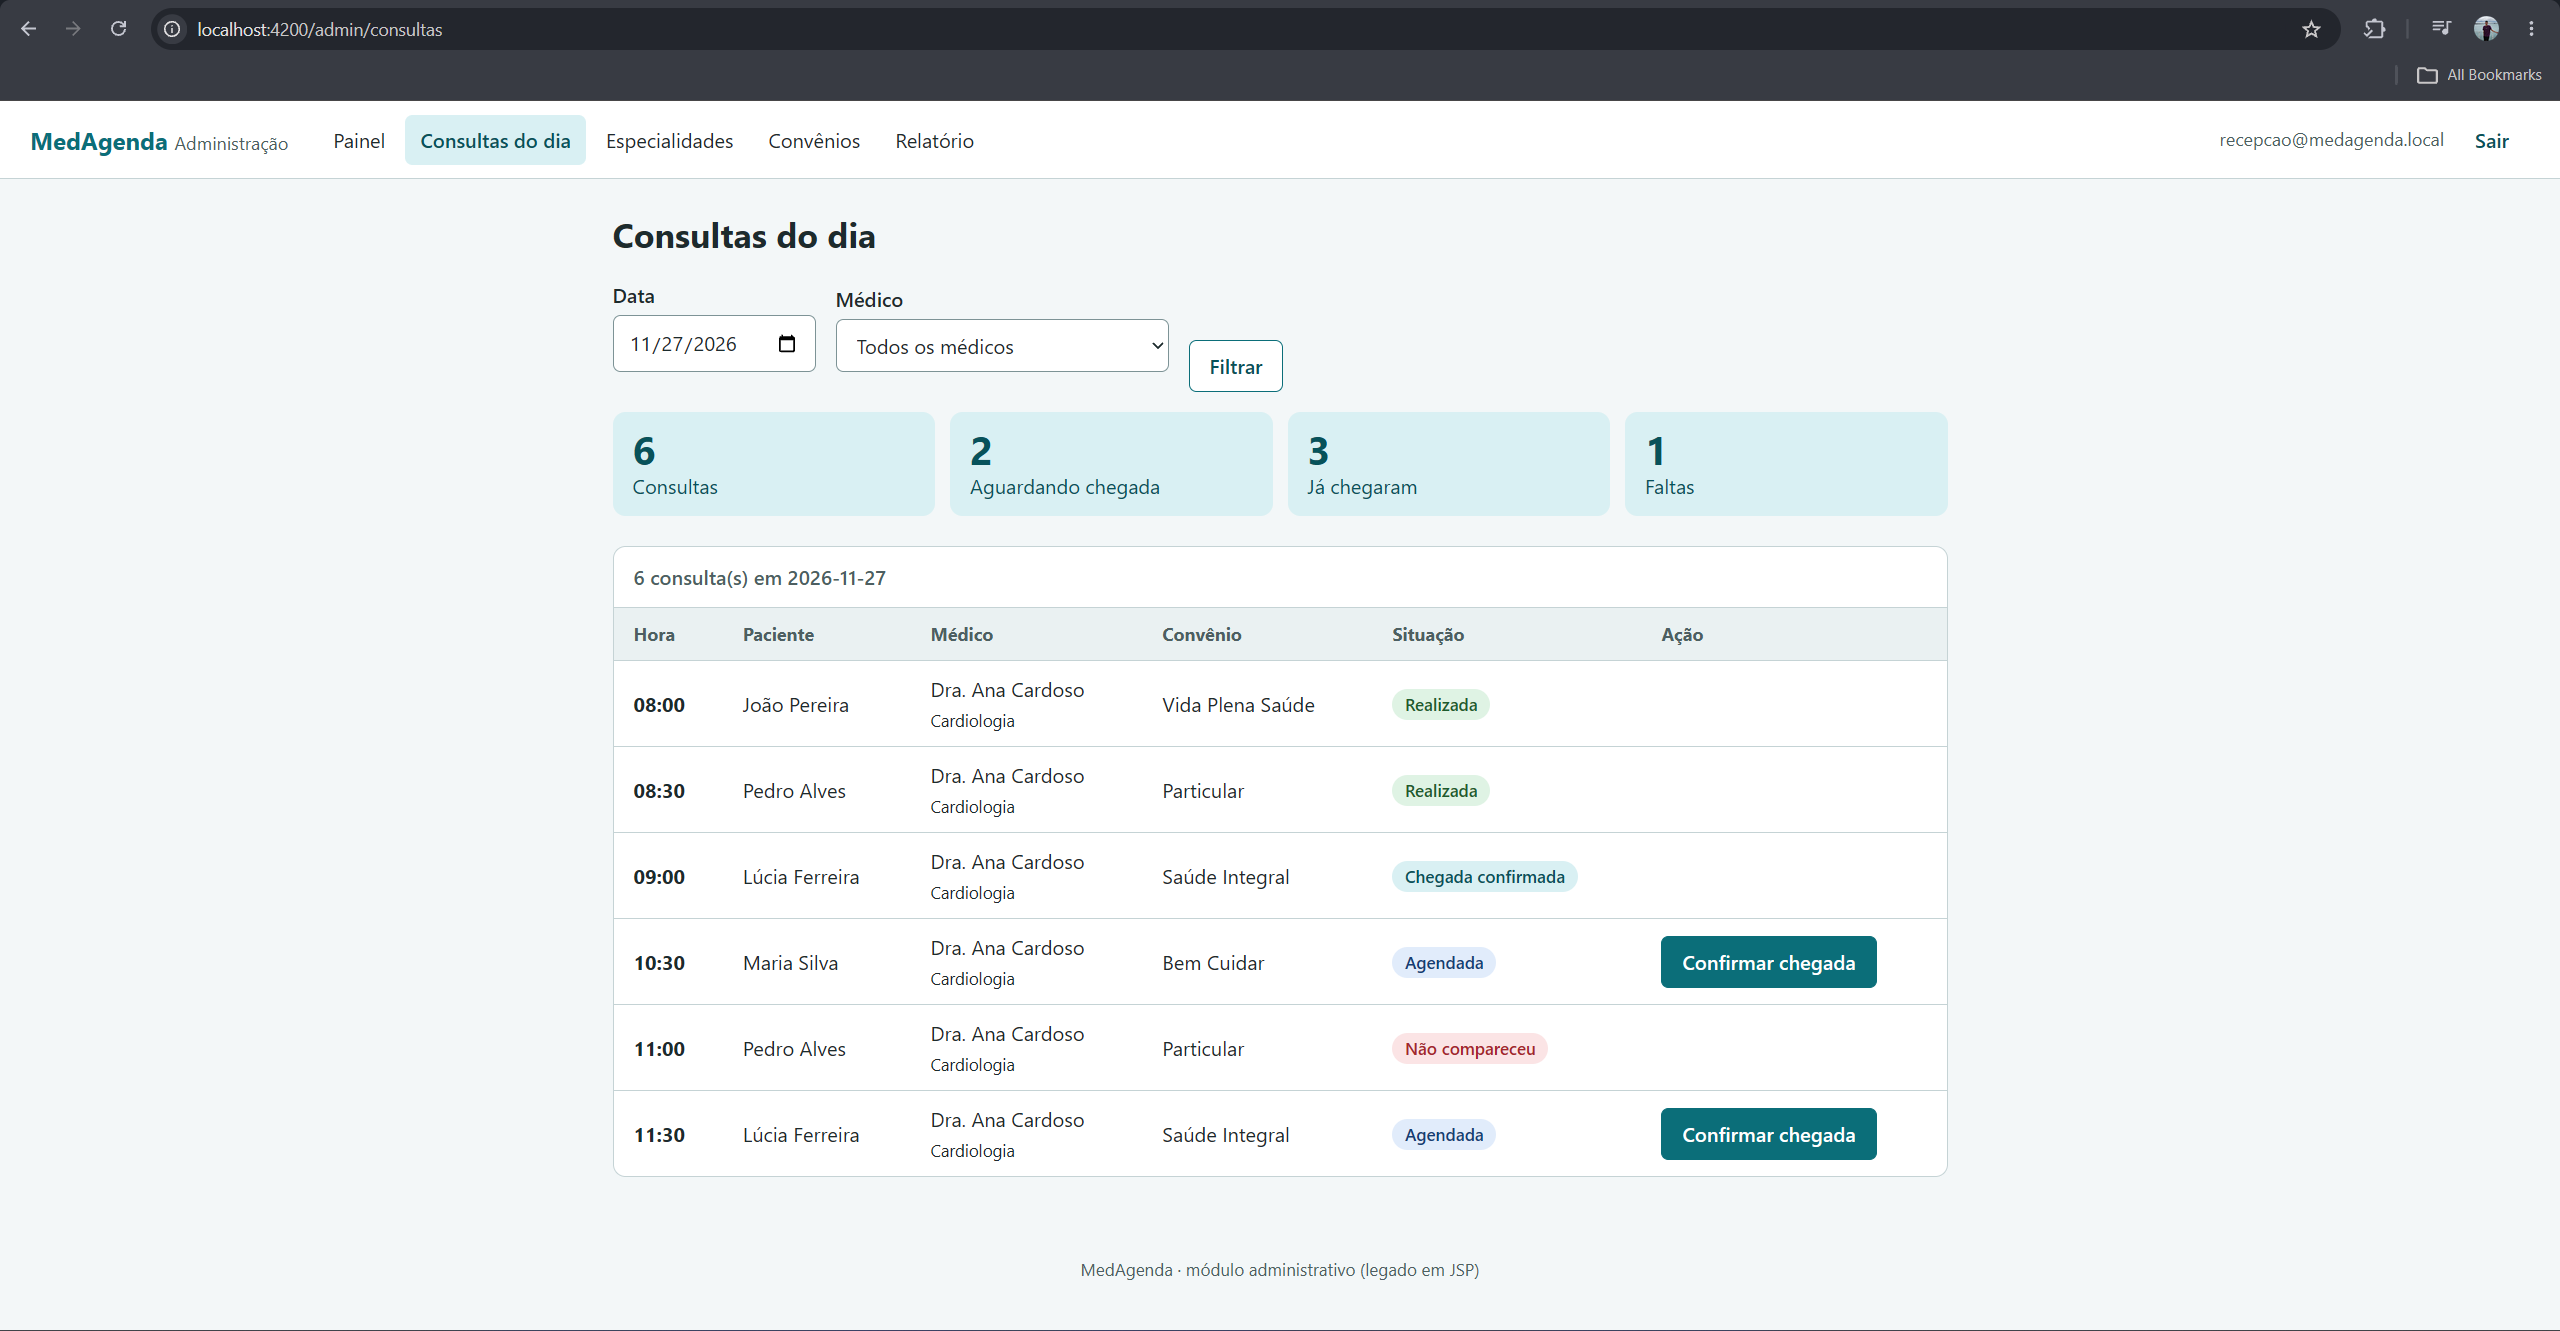 localhost:4200/admin/consultas
All Bookmarks
MedAgenda Administração Painel Consultas do dia Especialidades Convênios Relatório recepcao@medagenda.local Sair
Consultas do dia
Data Médico
11/27/2026 Todos os médicos Filtrar
6 2 3 1
Consultas Aguardando chegada Já chegaram Faltas
6 consulta(s) em 2026-11-27
Hora Paciente Médico Convênio Situação Ação
08:00 João Pereira Dra. Ana Cardoso Vida Plena Saúde Realizada
Cardiologia
08:30 Pedro Alves Dra. Ana Cardoso Particular Realizada
Cardiologia
09:00 Lúcia Ferreira Dra. Ana Cardoso Saúde Integral Chegada confirmada
Cardiologia
10:30 Maria Silva Dra. Ana Cardoso Bem Cuidar Agendada Confirmar chegada
Cardiologia
11:00 Pedro Alves Dra. Ana Cardoso Particular Não compareceu
Cardiologia
11:30 Lúcia Ferreira Dra. Ana Cardoso Saúde Integral Agendada Confirmar chegada
Cardiologia
MedAgenda · módulo administrativo (legado em JSP)